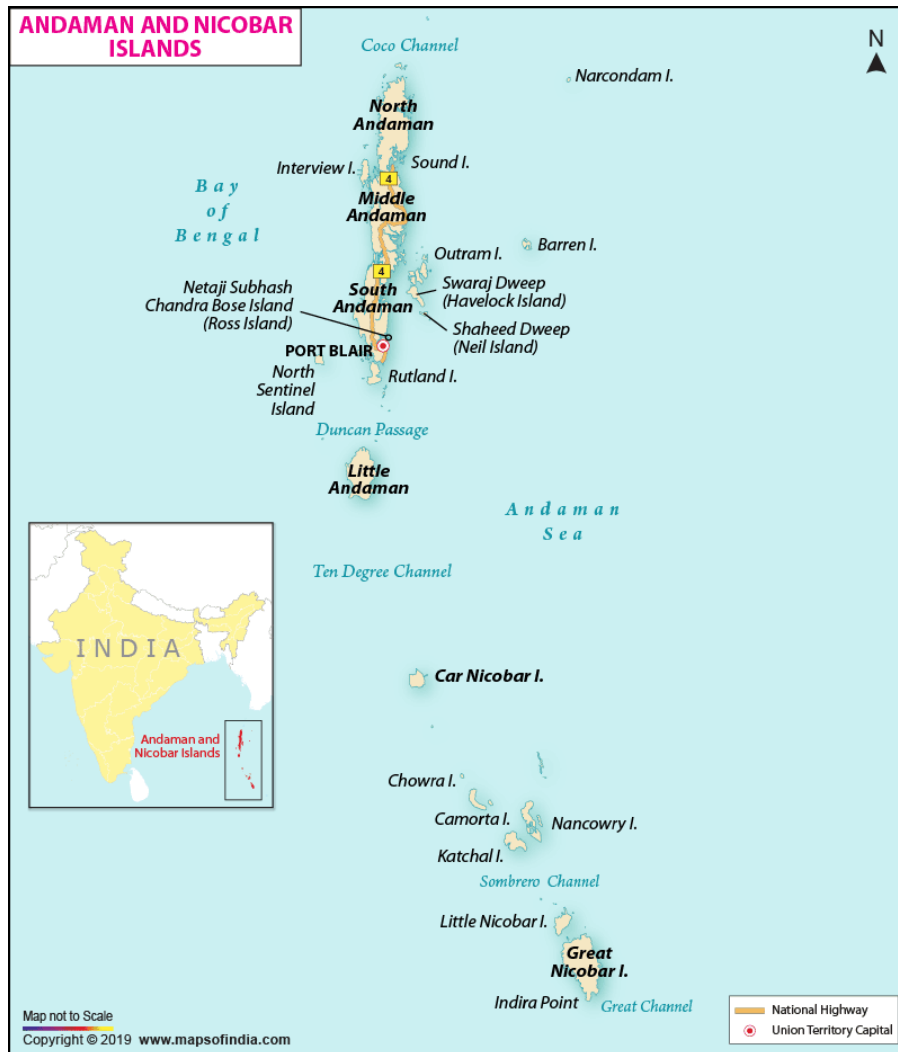 ANDAMAN AND NICOBAR
ISLANDS
Coco Channel
N
Narcondam I.
North
Andaman
Interview I.
Sound I.
4
Bay
of
Bengal
Middle
Andaman
Outram I.
Barren I.
4
Netaji Subhash
Chandra Bose Island
(Ross Island)
South
Andaman
Swaraj Dweep
(Havelock Island)
Shaheed Dweep
(Neil Island)
PORT BLAIR
North
Sentinel
Island
Rutland I.
Duncan Passage
Little
Andaman
Andaman
Sea
Ten Degree Channel
INDIA
Andaman and
Nicobar Islands
Car Nicobar I.
Chowra I.
Camorta I.
Nancowry I.
Katchal I.
Sombrero Channel
Little Nicobar I.
Great
Nicobar I.
Indira Point
Great Channel
Map not to Scale
Copyright © 2019 www.mapsofindia.com
National Highway
Union Territory Capital